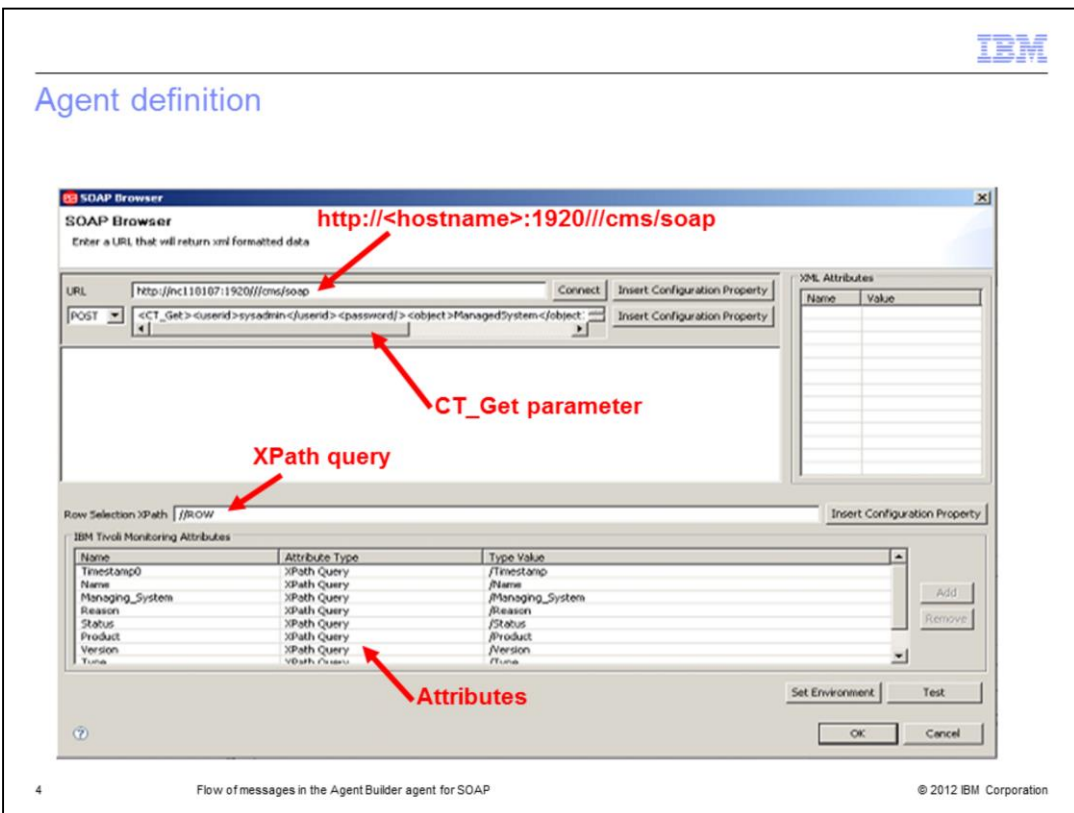 IBM
Agent definition
SOAP Browser
SOAP Browser
http://<hostname>:1920///cms/soap
Enter a URL that will return xml formatted data
URL http://nc110107:1920///cms/soap Connect Insert Configuration Property
POST <CT_Get><userid>sysadmin</userid><password/><object>ManagedSystem</object> Insert Configuration Property
XML Attributes
Name Value
CT_Get parameter
XPath query
Row Selection XPath //ROW Insert Configuration Property
IBM Tivoli Monitoring Attributes
Name Attribute Type Type Value
Timestamp0 XPath Query /Timestamp
Name XPath Query /Name
Managing_System XPath Query /Managing_System
Reason XPath Query /Reason
Status XPath Query /Status
Product XPath Query /Product
Version XPath Query /Version
Type XPath Query /Type
Add
Remove
Attributes
Set Environment Test
OK Cancel
4 Flow of messages in the Agent Builder agent for SOAP © 2012 IBM Corporation